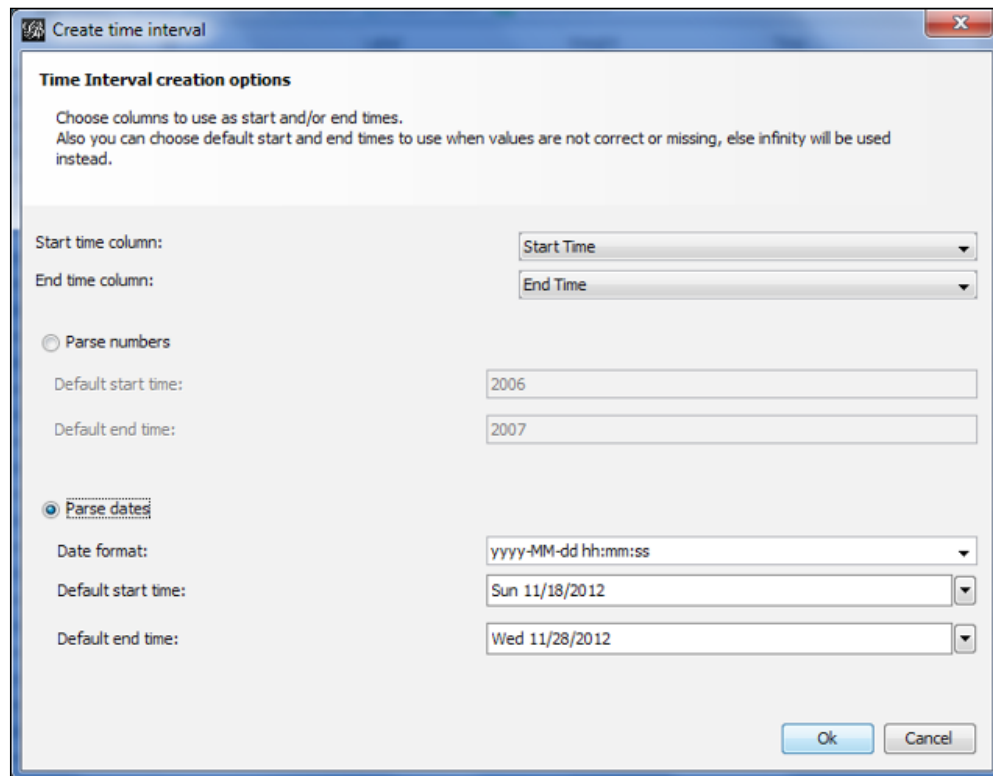 Create time interval
Time Interval creation options
Choose columns to use as start and/or end times.
Also you can choose default start and end times to use when values are not correct or missing, else infinity will be used
instead.
Start time column:
Start Time
End time column:
End Time
Parse numbers
Default start time:
2006
Default end time:
2007
Parse dates
Date format:
yyyy-MM-dd hh:mm:ss
Default start time:
Sun 11/18/2012
Default end time:
Wed 11/28/2012
Ok
Cancel